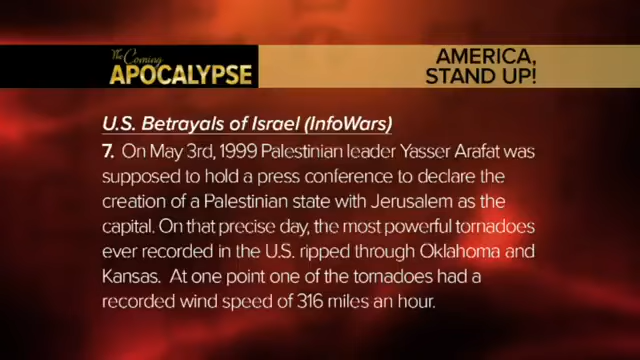 The Coming
APOCALYPSE
AMERICA,
STAND UP!
U.S. Betrayals of Israel (InfoWars)
7. On May 3rd, 1999 Palestinian leader Yasser Arafat was
supposed to hold a press conference to declare the
creation of a Palestinian state with Jerusalem as the
capital. On that precise day, the most powerful tornadoes
ever recorded in the U.S. ripped through Oklahoma and
Kansas. At one point one of the tornadoes had a
recorded wind speed of 316 miles an hour.